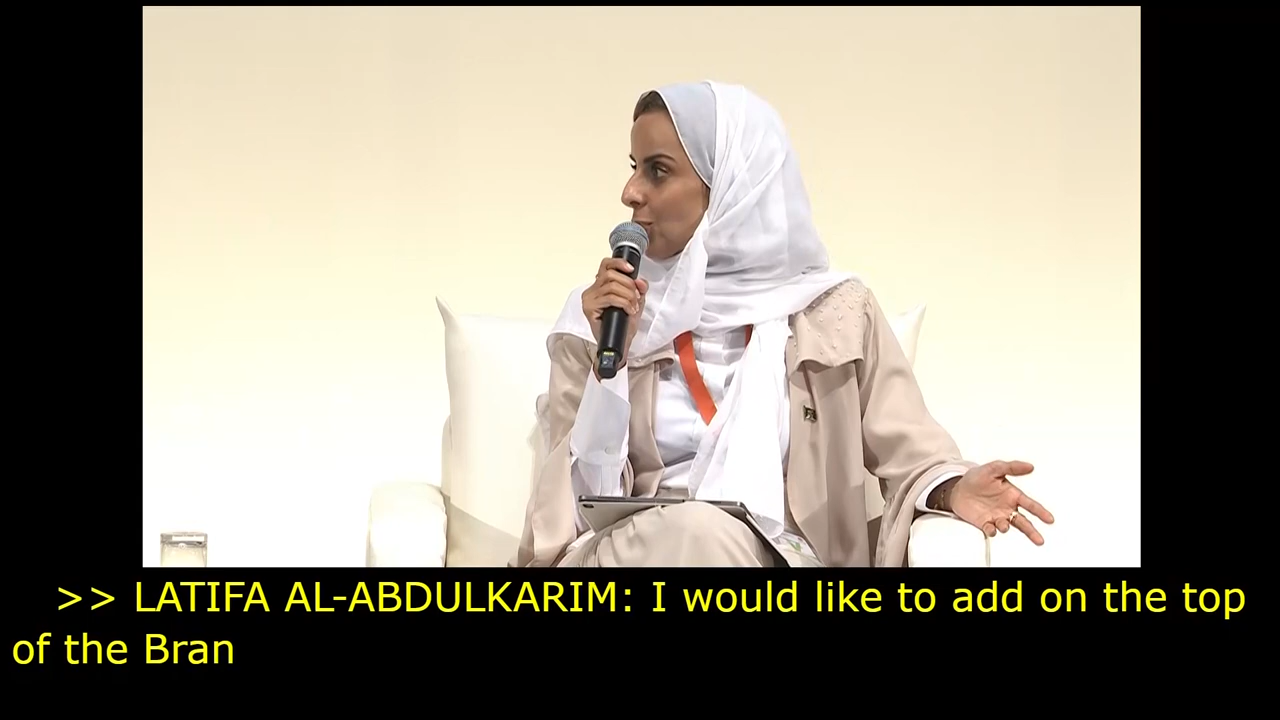 >> LATIFA AL-ABDULKARIM: I would like to add on the top
of the Bran